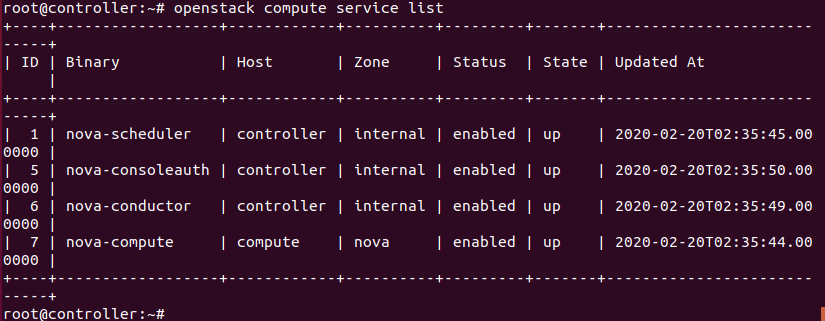 root@controller:~# openstack compute service list
+----+------------------+------------+----------+---------+-------+------------------------
-----+
| ID | Binary           | Host       | Zone     | Status  | State | Updated At
     |
+----+------------------+------------+----------+---------+-------+------------------------
-----+
|  1 | nova-scheduler   | controller | internal | enabled | up    | 2020-02-20T02:35:45.00
0000 |
|  5 | nova-consoleauth | controller | internal | enabled | up    | 2020-02-20T02:35:50.00
0000 |
|  6 | nova-conductor   | controller | internal | enabled | up    | 2020-02-20T02:35:49.00
0000 |
|  7 | nova-compute     | compute    | nova     | enabled | up    | 2020-02-20T02:35:44.00
0000 |
+----+------------------+------------+----------+---------+-------+------------------------
-----+
root@controller:~#